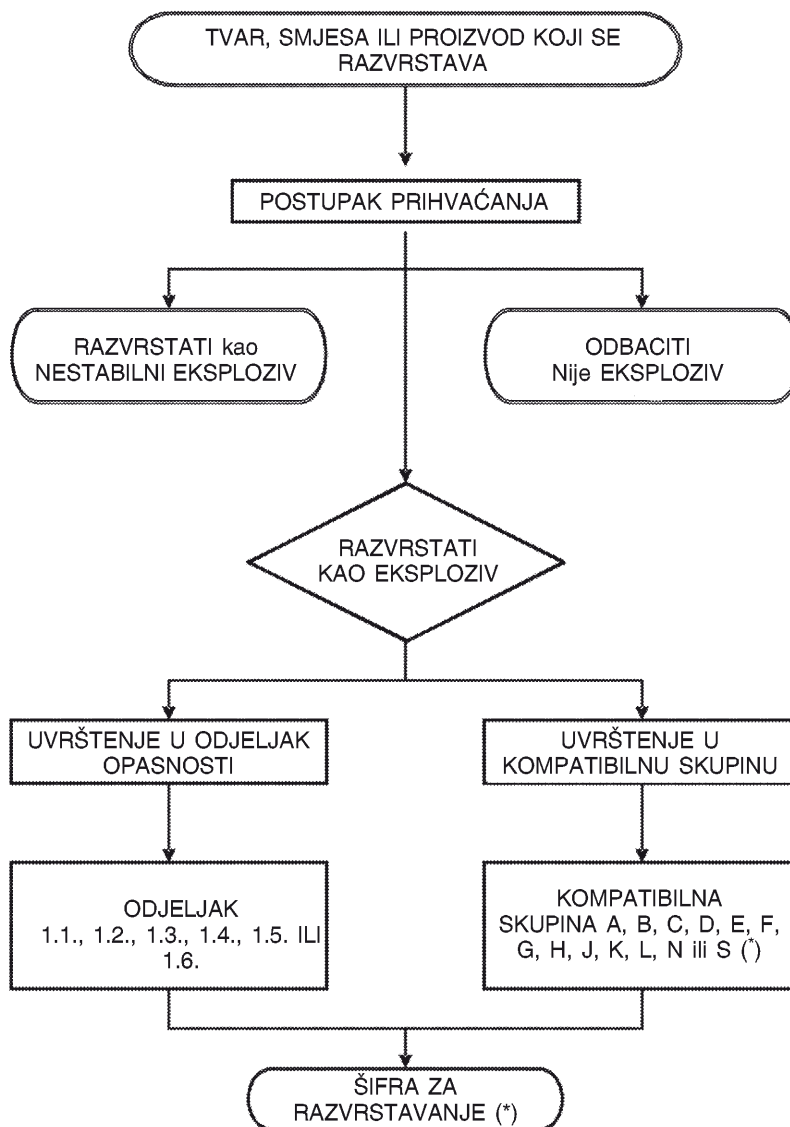 TVAR, SMJESA ILI PROIZVOD KOJI SE
RAZVRSTAVA
POSTUPAK PRIHVAĆANJA
RAZVRSTATI kao
NESTABILNI EKSPLOZIV
ODBACITI
Nije EKSPLOZIV
RAZVRSTATI
KAO EKSPLOZIV
UVRŠTENJE U ODJELJAK
OPASNOSTI
UVRŠTENJE U
KOMPATIBILNU SKUPINU
ODJELJAK
1.1., 1.2., 1.3., 1.4., 1.5. ILI
1.6.
KOMPATIBILNA
SKUPINA A, B, C, D, E, F,
G, H, J, K, L, N ili S (*)
ŠIFRA ZA
RAZVRSTAVANJE (*)